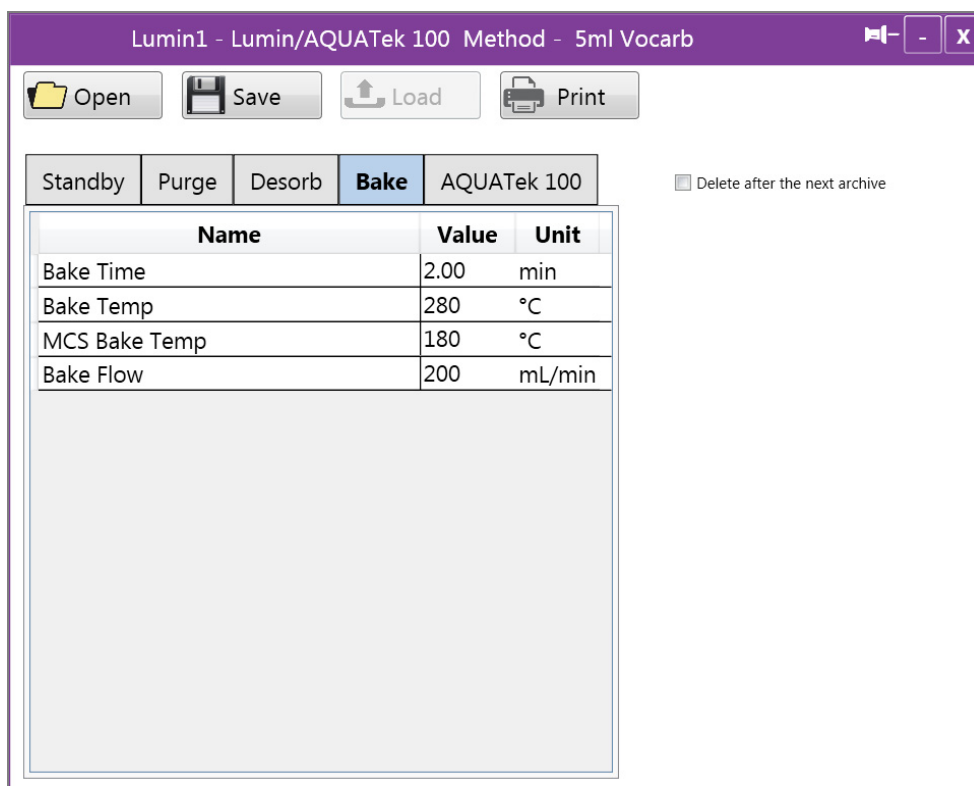 Lumin1 - Lumin/AQUATek 100 Method - 5ml Vocarb - X
Open Save Load Print
Standby Purge Desorb Bake AQUATek 100 Delete after the next archive
Name Value Unit
Bake Time 2.00 min
Bake Temp 280 °C
MCS Bake Temp 180 °C
Bake Flow 200 mL/min